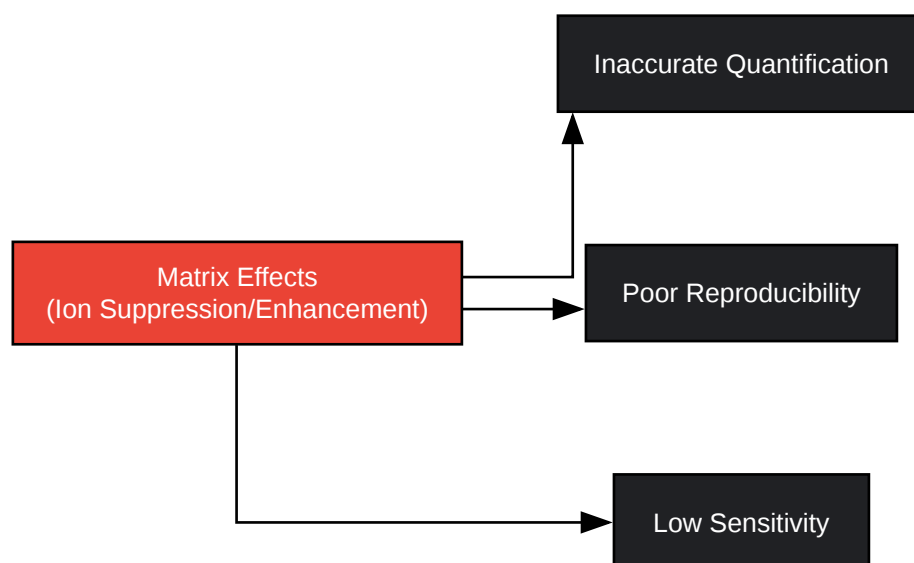 Inaccurate Quantification
Matrix Effects
(Ion Suppression/Enhancement)
Poor Reproducibility
Low Sensitivity